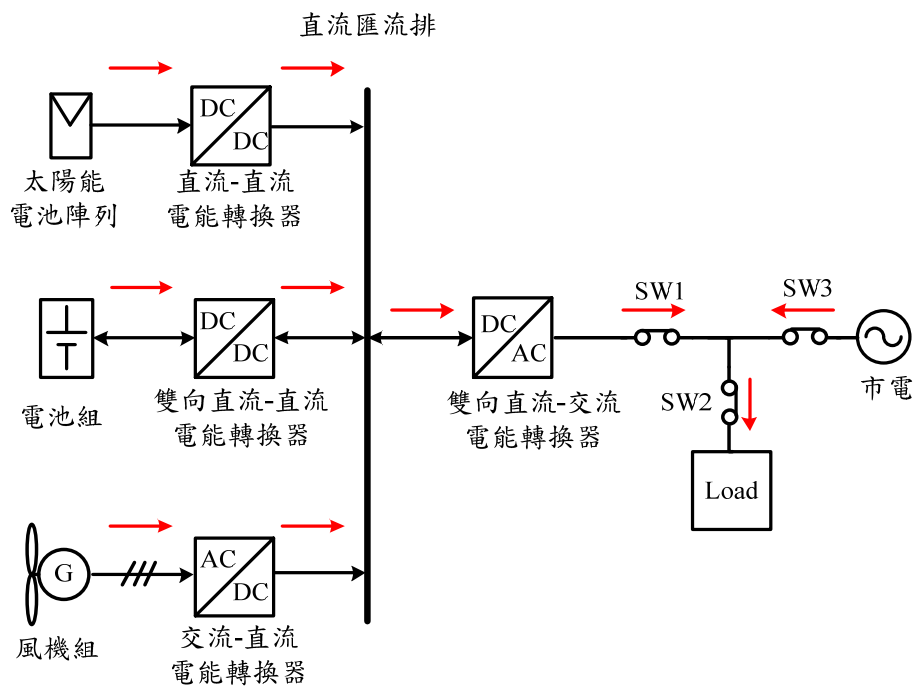 直流匯流排
DC
DC
太陽能
電池陣列
直流-直流
電能轉換器
DC
DC
電池組
雙向直流-直流
電能轉換器
DC
AC
雙向直流-交流
電能轉換器
SW1
SW3
市電
SW2
Load
G
AC
DC
風機組
交流-直流
電能轉換器